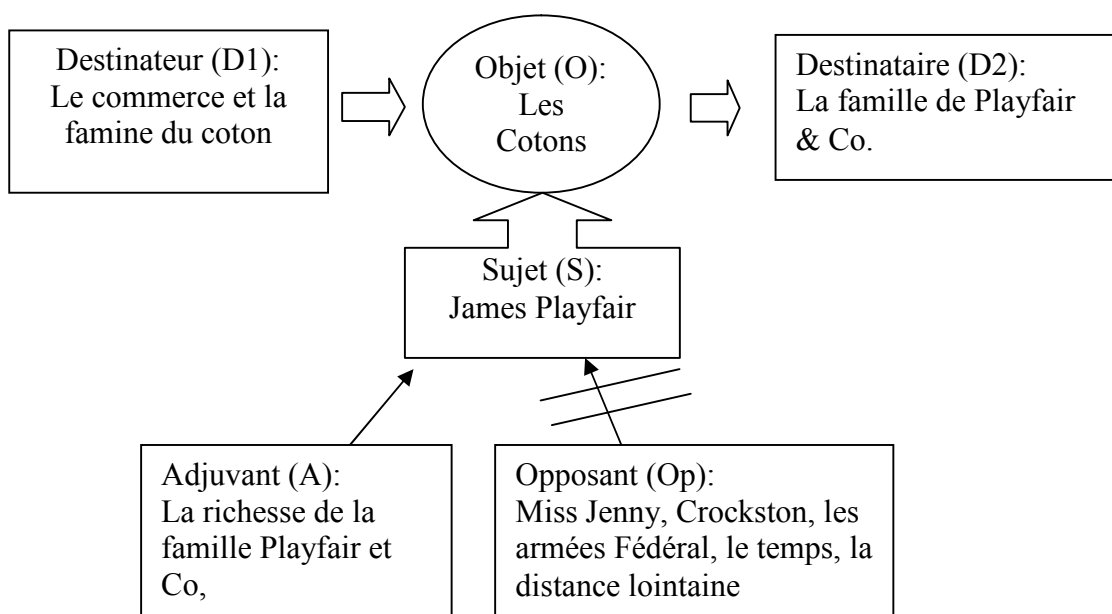 Destinateur (D1):
Le commerce et la
famine du coton
Objet (O):
Les
Cotons
Destinataire (D2):
La famille de Playfair
& Co.
Sujet (S):
James Playfair
Adjuvant (A):
La richesse de la
famille Playfair et
Co,
Opposant (Op):
Miss Jenny, Crockston, les
armées Fédéral, le temps, la
distance lointaine